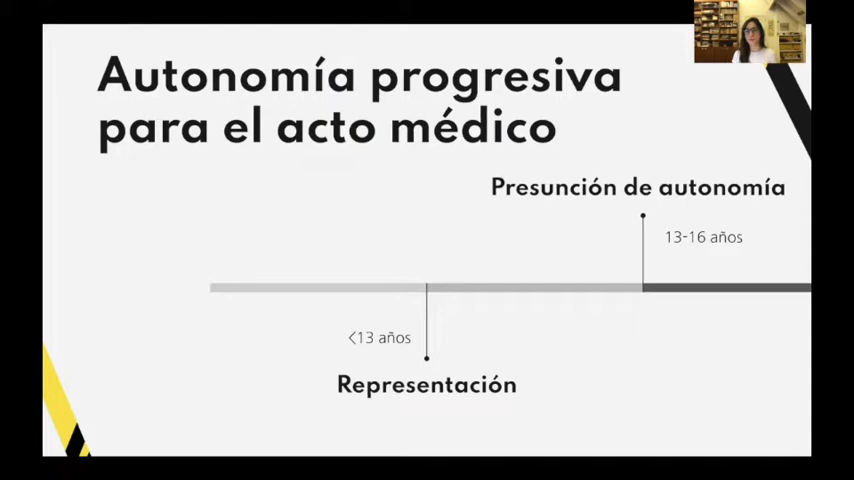 Autonomía progresiva
para el acto médico
Presunción de autonomía
13-16 años
<13 años
Representación